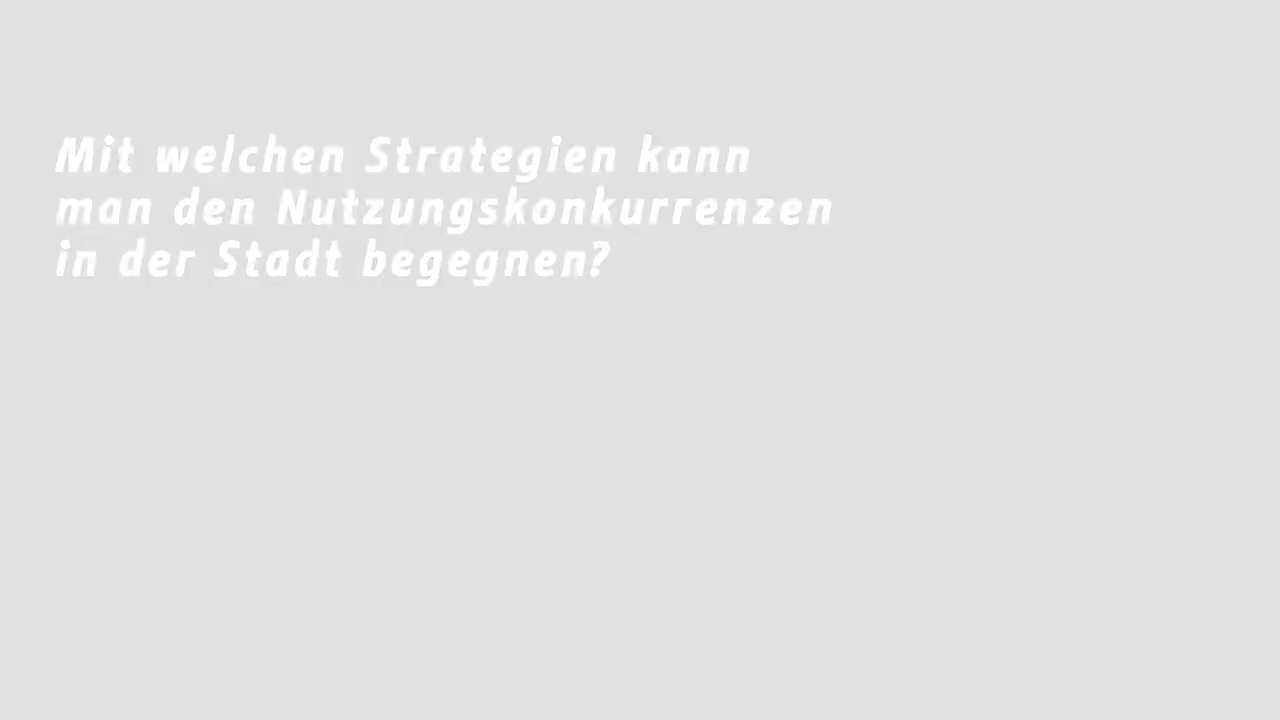 Mit welchen Strategien kann
man den Nutzungskonkurrenzen
in der Stadt begegnen?